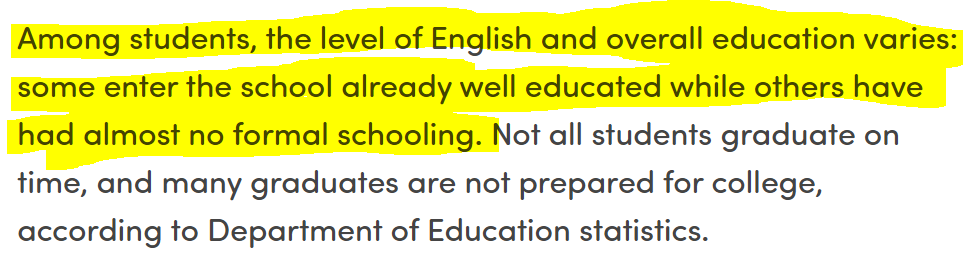 Among students, the level of English and overall education varies:
some enter the school already well educated while others have
had almost no formal schooling. Not all students graduate on
time, and many graduates are not prepared for college,
according to Department of Education statistics.